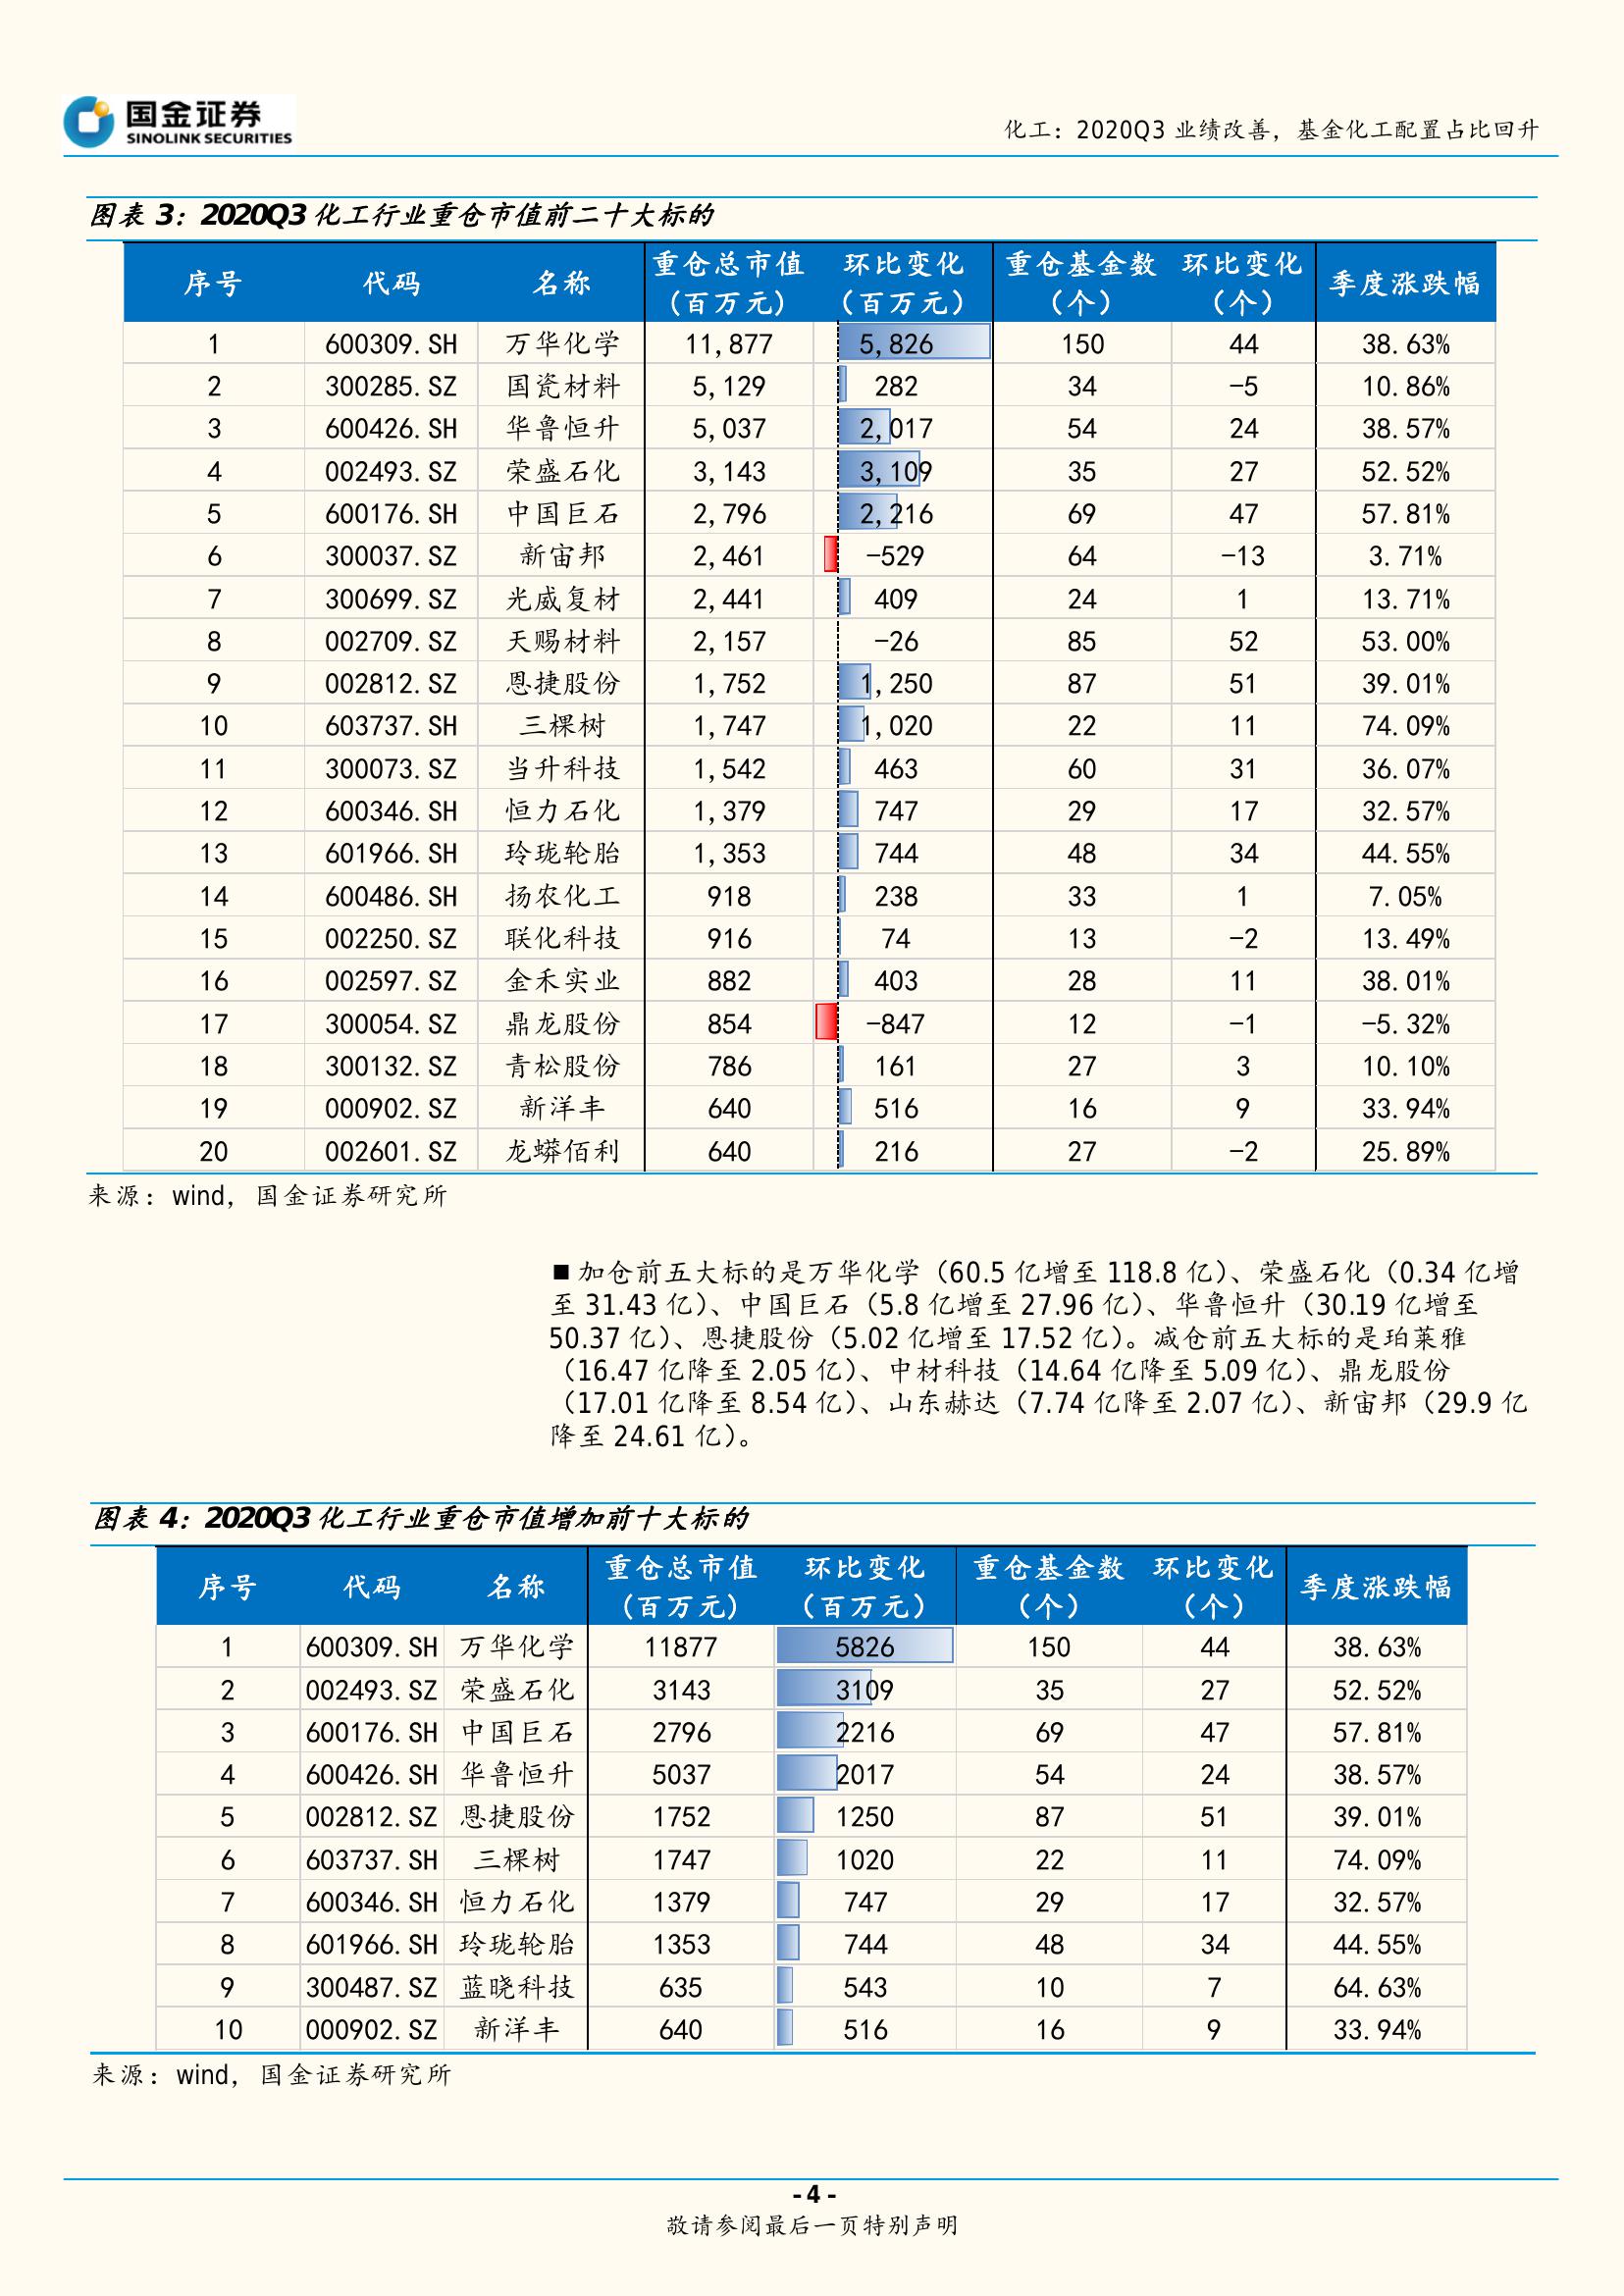 国金证券
SINOLINK SECURITIES
化工：2020Q3 业绩改善，基金化工配置占比回升
图表 3：2020Q3 化工行业重仓市值前二十大标的
序号 代码 名称 重仓总市值（百万元） 环比变化（百万元） 重仓基金数（个） 环比变化（个） 季度涨跌幅
1 600309.SH 万华化学 11,877 5,826 150 44 38.63%
2 300285.SZ 国瓷材料 5,129 282 34 -5 10.86%
3 600426.SH 华鲁恒升 5,037 2,017 54 24 38.57%
4 002493.SZ 荣盛石化 3,143 3,109 35 27 52.52%
5 600176.SH 中国巨石 2,796 2,216 69 47 57.81%
6 300037.SZ 新宙邦 2,461 -529 64 -13 3.71%
7 300699.SZ 光威复材 2,441 409 24 1 13.71%
8 002709.SZ 天赐材料 2,157 -26 85 52 53.00%
9 002812.SZ 恩捷股份 1,752 1,250 87 51 39.01%
10 603737.SH 三棵树 1,747 1,020 22 11 74.09%
11 300073.SZ 当升科技 1,542 463 60 31 36.07%
12 600346.SH 恒力石化 1,379 747 29 17 32.57%
13 601966.SH 玲珑轮胎 1,353 744 48 34 44.55%
14 600486.SH 扬农化工 918 238 33 1 7.05%
15 002250.SZ 联化科技 916 74 13 -2 13.49%
16 002597.SZ 金禾实业 882 403 28 11 38.01%
17 300054.SZ 鼎龙股份 854 -847 12 -1 -5.32%
18 300132.SZ 青松股份 786 161 27 3 10.10%
19 000902.SZ 新洋丰 640 516 16 9 33.94%
20 002601.SZ 龙蟒佰利 640 216 27 -2 25.89%
来源：wind，国金证券研究所
■ 加仓前五大标的是万华化学（60.5 亿增至 118.8 亿）、荣盛石化（0.34 亿增
至 31.43 亿）、中国巨石（5.8 亿增至 27.96 亿）、华鲁恒升（30.19 亿增至
50.37 亿）、恩捷股份（5.02 亿增至 17.52 亿）。减仓前五大标的是珀莱雅
（16.47 亿降至 2.05 亿）、中材科技（14.64 亿降至 5.09 亿）、鼎龙股份
（17.01 亿降至 8.54 亿）、山东赫达（7.74 亿降至 2.07 亿）、新宙邦（29.9 亿
降至 24.61 亿）。
图表 4：2020Q3 化工行业重仓市值增加前十大标的
序号 代码 名称 重仓总市值（百万元） 环比变化（百万元） 重仓基金数（个） 环比变化（个） 季度涨跌幅
1 600309.SH 万华化学 11877 5826 150 44 38.63%
2 002493.SZ 荣盛石化 3143 3109 35 27 52.52%
3 600176.SH 中国巨石 2796 2216 69 47 57.81%
4 600426.SH 华鲁恒升 5037 2017 54 24 38.57%
5 002812.SZ 恩捷股份 1752 1250 87 51 39.01%
6 603737.SH 三棵树 1747 1020 22 11 74.09%
7 600346.SH 恒力石化 1379 747 29 17 32.57%
8 601966.SH 玲珑轮胎 1353 744 48 34 44.55%
9 300487.SZ 蓝晓科技 635 543 10 7 64.63%
10 000902.SZ 新洋丰 640 516 16 9 33.94%
来源：wind，国金证券研究所
- 4 -
敬请参阅最后一页特别声明